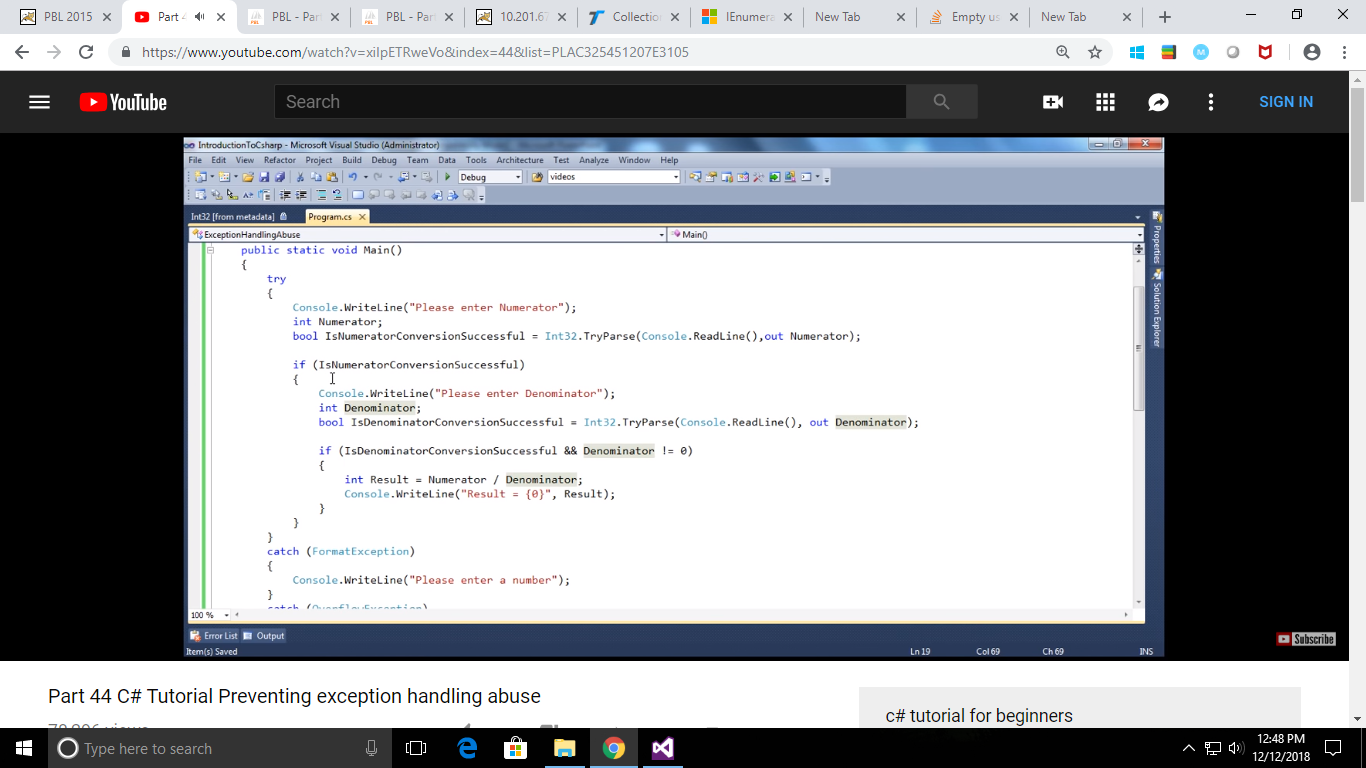 PBL 2015
Part 4
PBL - Part
PBL - Part
10.201.67
Collection
IEnumera
New Tab
Empty us
New Tab
https://www.youtube.com/watch?v=xiIpETRweVo&index=44&list=PLAC325451207E3105
YouTube
Search
SIGN IN
IntroductionToCsharp - Microsoft Visual Studio (Administrator)
File Edit View Refactor Project Build Debug Team Data Tools Architecture Test Analyze Window Help
Debug videos
Int32 [from metadata] Program.cs
ExceptionHandlingAbuse Main()
Properties
Solution Explorer
public static void Main()
{
try
{
Console.WriteLine("Please enter Numerator");
int Numerator;
bool IsNumeratorConversionSuccessful = Int32.TryParse(Console.ReadLine(),out Numerator);
if (IsNumeratorConversionSuccessful)
{
Console.WriteLine("Please enter Denominator");
int Denominator;
bool IsDenominatorConversionSuccessful = Int32.TryParse(Console.ReadLine(), out Denominator);
if (IsDenominatorConversionSuccessful && Denominator != 0)
{
int Result = Numerator / Denominator;
Console.WriteLine("Result = {0}", Result);
}
}
}
catch (FormatException)
{
Console.WriteLine("Please enter a number");
}
catch (OverflowException)
100 %
Error List Output
Item(s) Saved Ln 19 Col 69 Ch 69 INS
Subscribe
Part 44 C# Tutorial Preventing exception handling abuse
c# tutorial for beginners
Type here to search
12:48 PM
12/12/2018